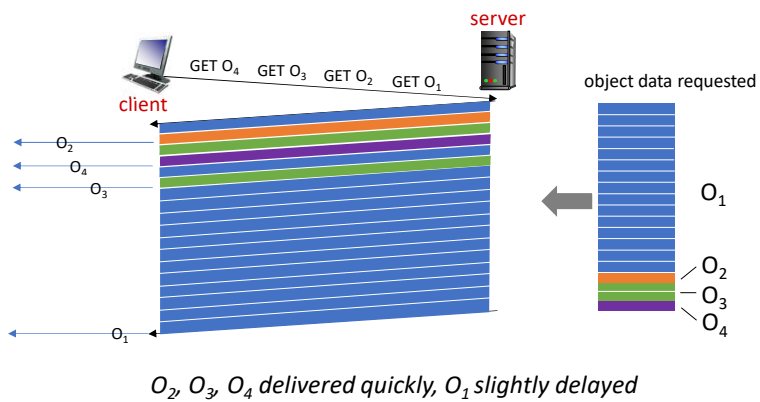 server
GET O₄ GET O₃ GET O₂ GET O₁
client
object data requested
O₂
O₄
O₃
O₁
O₁
O₂
O₃
O₄
O₂, O₃, O₄ delivered quickly, O₁ slightly delayed